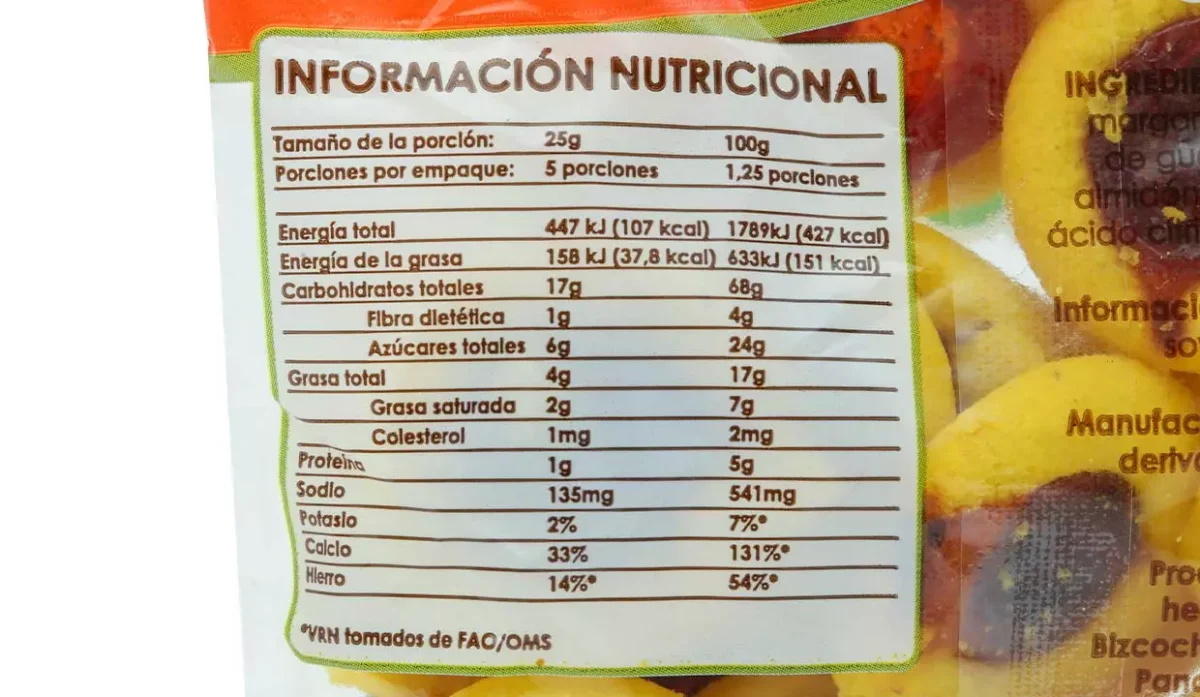 INFORMACIÓN NUTRICIONAL
Tamaño de la porción: 25g 100g
Porciones por empaque: 5 porciones 1,25 porciones
Energía total 447 kJ (107 kcal) 1789kJ (427 kcal)
Energía de la grasa 158 kJ (37,8 kcal) 633kJ (151 kcal)
Carbohidratos totales 17g 68g
Fibra dietética 1g 4g
Azúcares totales 6g 24g
Grasa total 4g 17g
Grasa saturada 2g 7g
Colesterol 1mg 2mg
Proteina 1g 5g
Sodio 135mg 541mg
Potasio 2% 7%*
Calcio 33% 131%*
Hierro 14%* 54%*
*VRN tomados de FAO/OMS
de
ácido